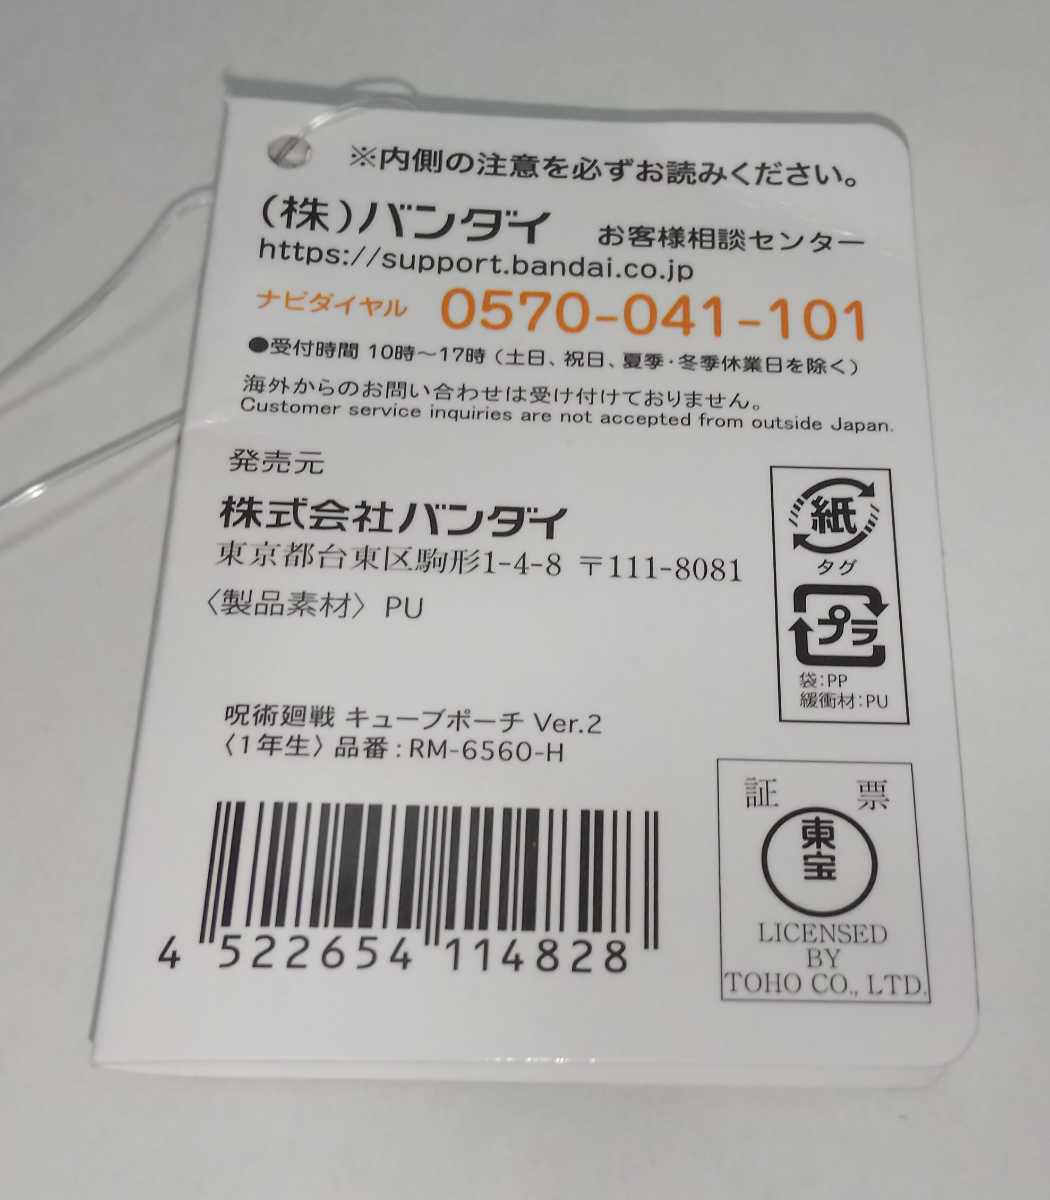 ※内側の注意を必ずお読みください。
(株)バンダイ お客様相談センター
https://support.bandai.co.jp
ナビダイヤル 0570-041-101
●受付時間 10時～17時（土日、祝日、夏季・冬季休業日を除く）
海外からのお問い合わせは受け付けておりません。
Customer service inquiries are not accepted from outside Japan.
発売元
株式会社バンダイ
東京都台東区駒形1-4-8 〒111-8081
〈製品素材〉PU
紙
タグ
プラ
袋:PP
緩衝材:PU
呪術廻戦 キューブポーチ Ver.2
〈1年生〉品番:RM-6560-H
4 522654 114828
証 票
東宝
LICENSED
BY
TOHO CO., LTD.